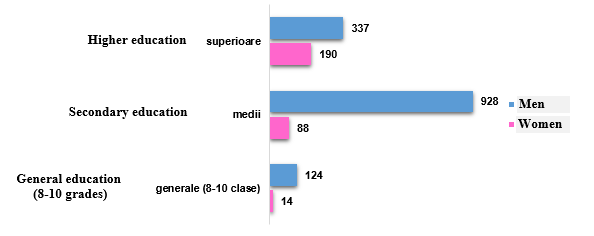 Higher education
superioare
337
190
Secondary education
medii
928
88
Men
Women
General education
(8-10 grades)
generale (8-10 clase)
124
14